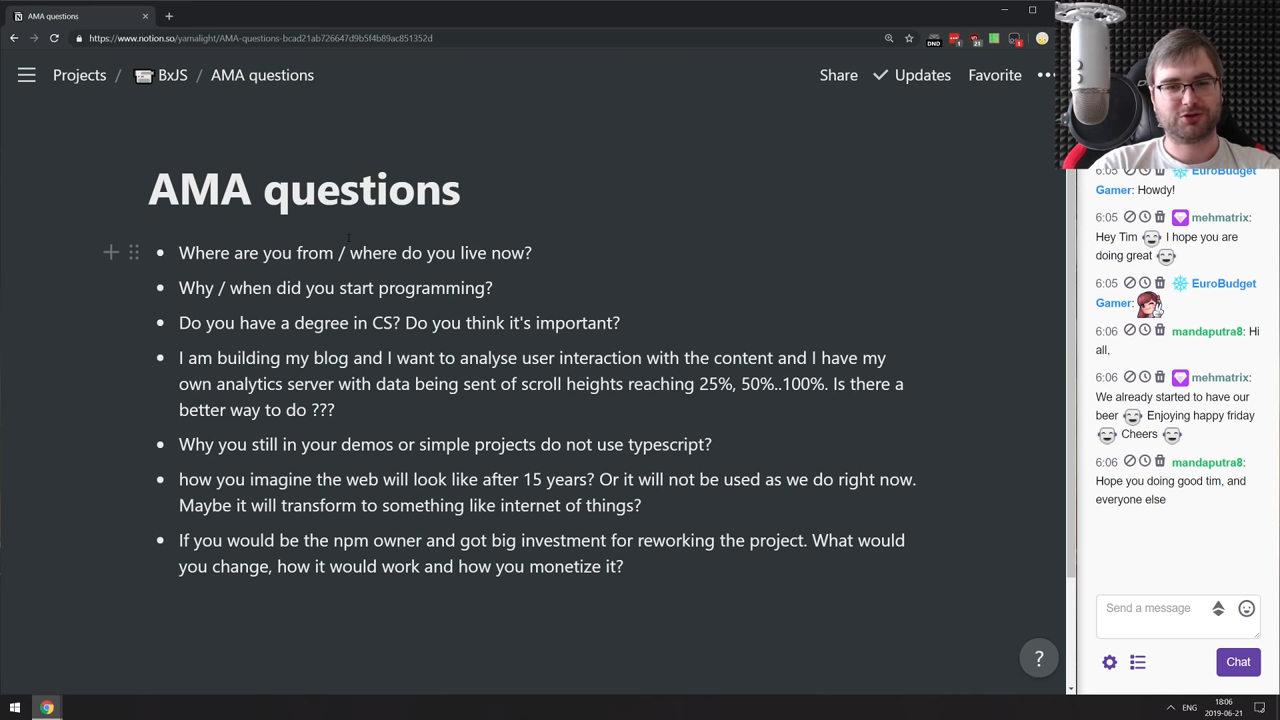 AMA questions
https://www.notion.so/yamalight/AMA-questions-bcad21ab726647d9b5f4b89ac851352d
DND
1
21
1
Projects / BxJS / AMA questions
Share Updates Favorite
AMA questions
Where are you from / where do you live now?
Why / when did you start programming?
Do you have a degree in CS? Do you think it's important?
I am building my blog and I want to analyse user interaction with the content and I have my
own analytics server with data being sent of scroll heights reaching 25%, 50%..100%. Is there a
better way to do ???
Why you still in your demos or simple projects do not use typescript?
how you imagine the web will look like after 15 years? Or it will not be used as we do right now.
Maybe it will transform to something like internet of things?
If you would be the npm owner and got big investment for reworking the project. What would
you change, how it would work and how you monetize it?
?
6:05 EuroBudget
Gamer: Howdy!
6:05 mehmatrix:
Hey Tim I hope you are
doing great
6:05 EuroBudget
Gamer:
6:06 mandaputra8: Hi
all,
6:06 mehmatrix:
We already started to have our
beer Enjoying happy friday
Cheers
6:06 mandaputra8:
Hope you doing good tim, and
everyone else
Send a message
Chat
ENG
18:06
2019-06-21